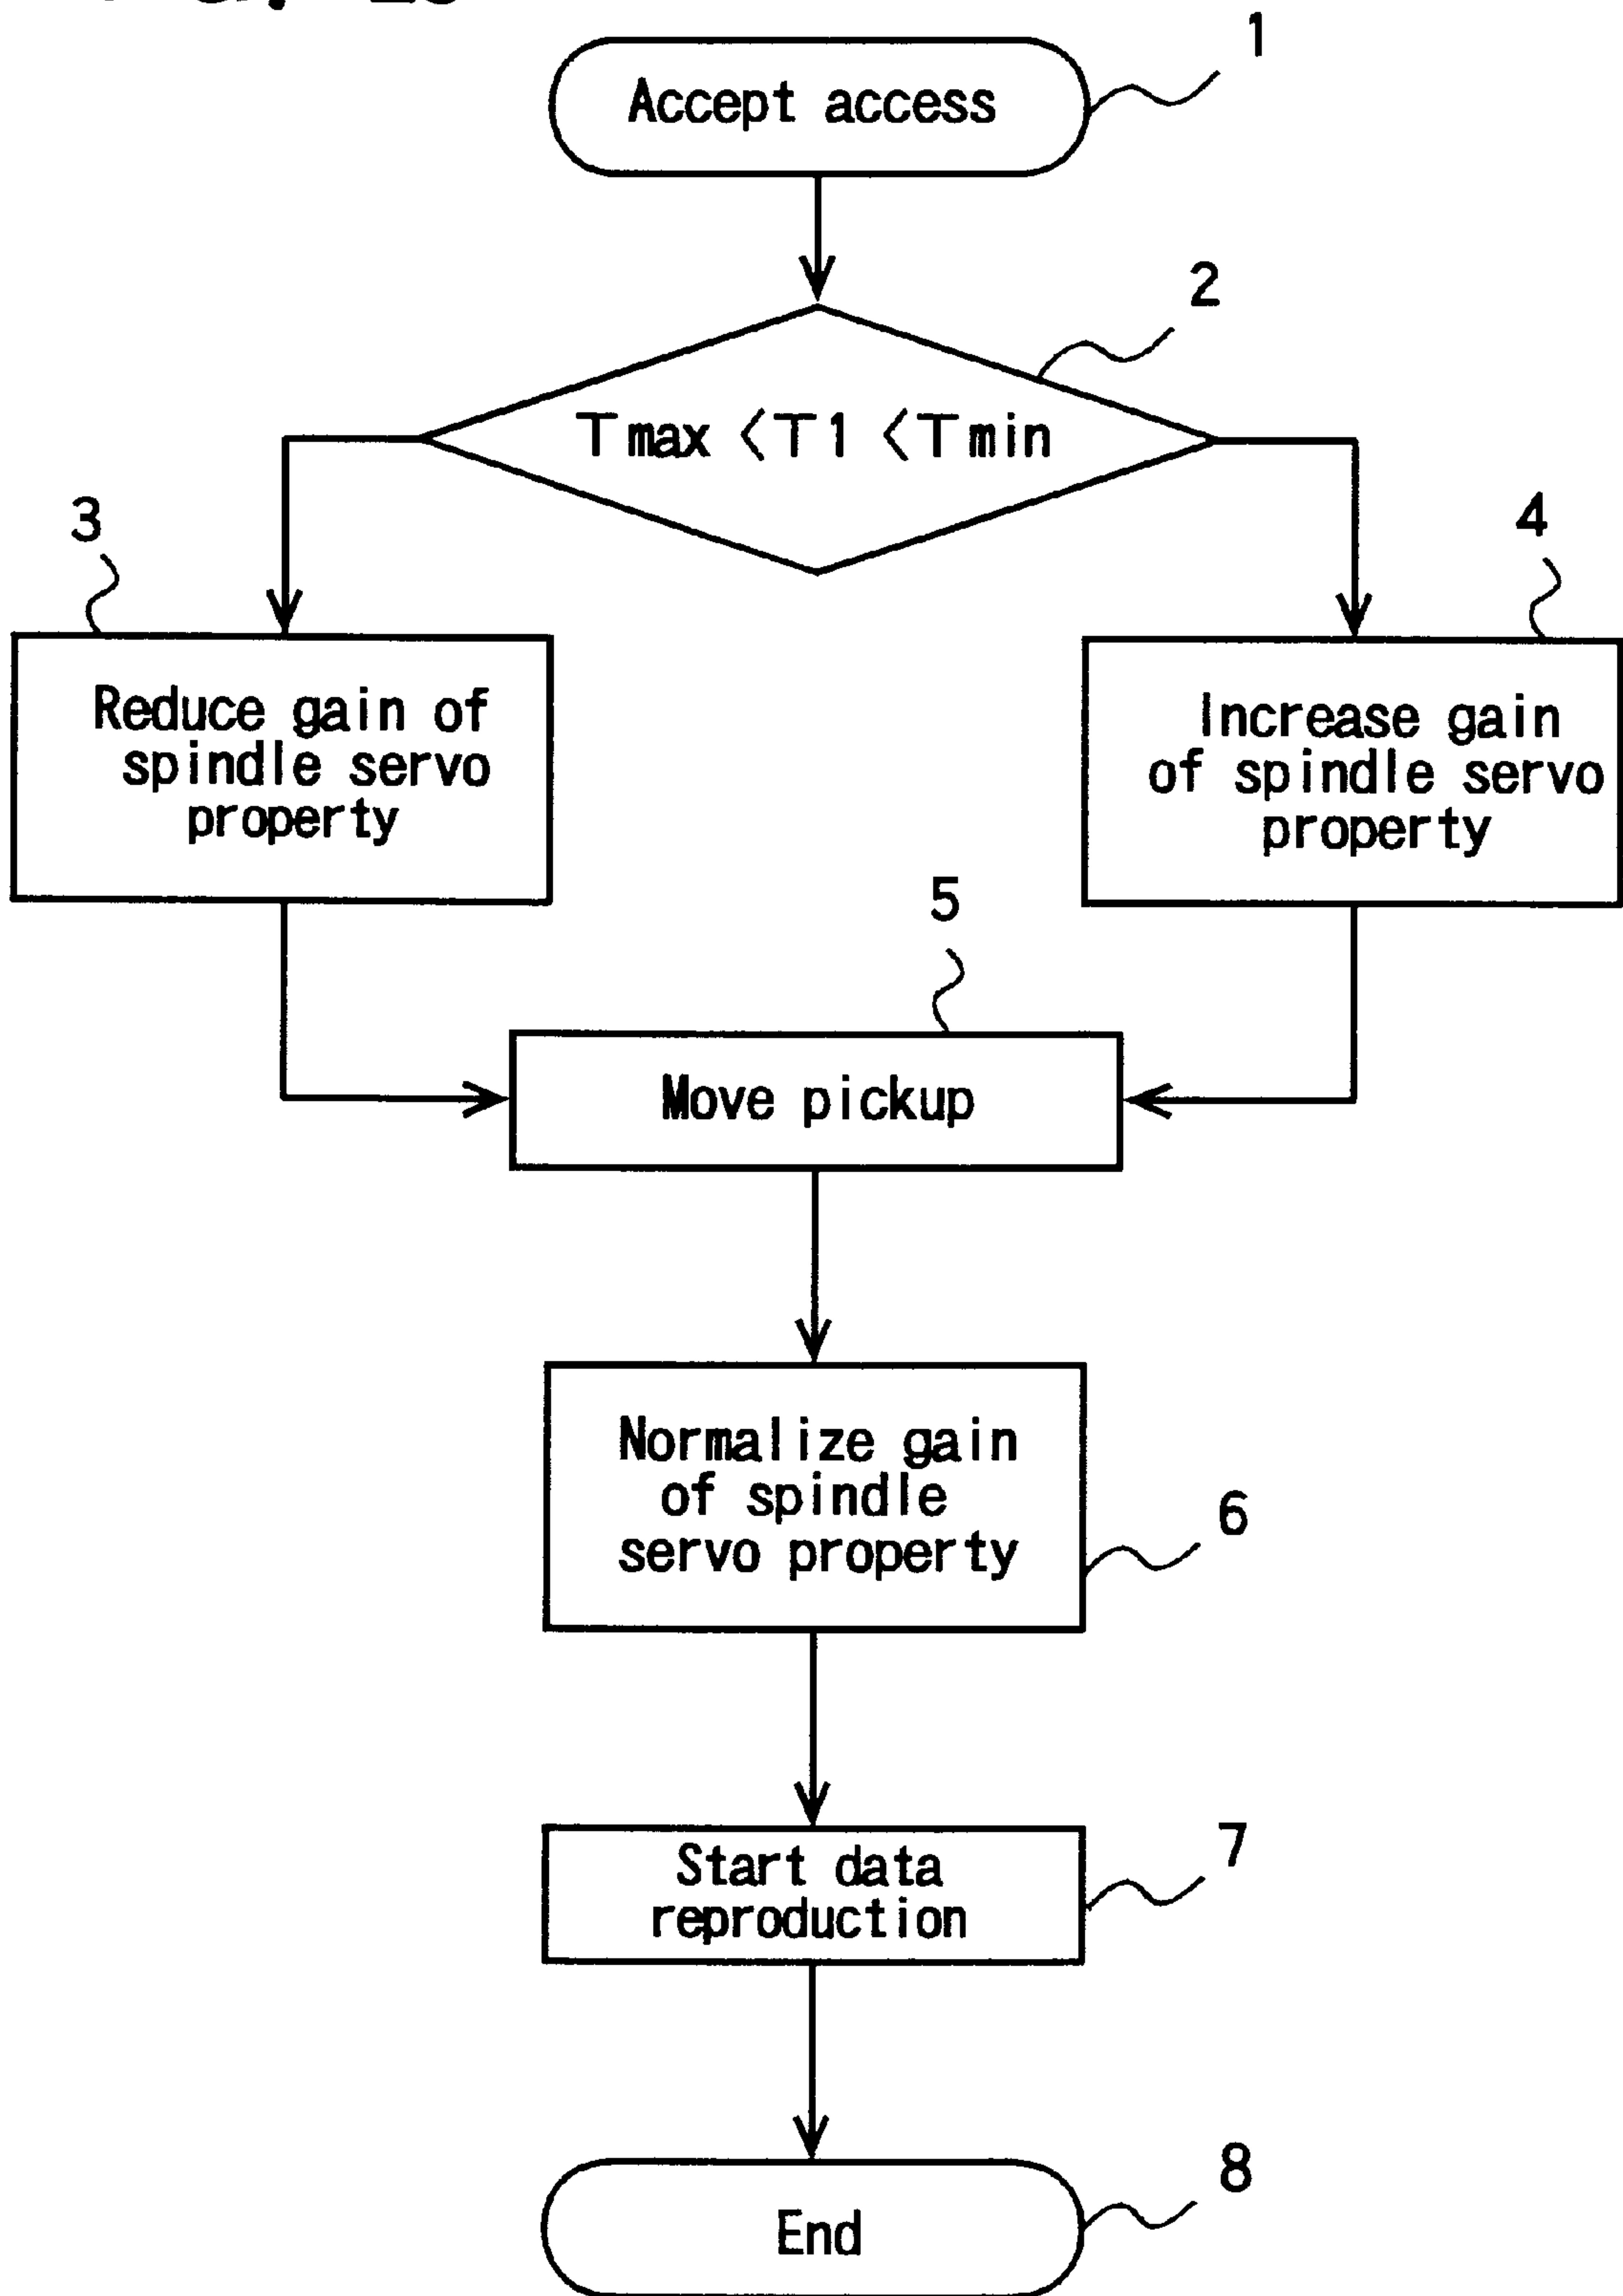 1
Accept access
2
Tmax <T1 <Tmin
3
4
Reduce gain of
spindle servo
property
Increase gain
of spindle servo
property
5
Move pickup
Normalize gain
of spindle
servo property
6
7
Start data
reproduction
8
End